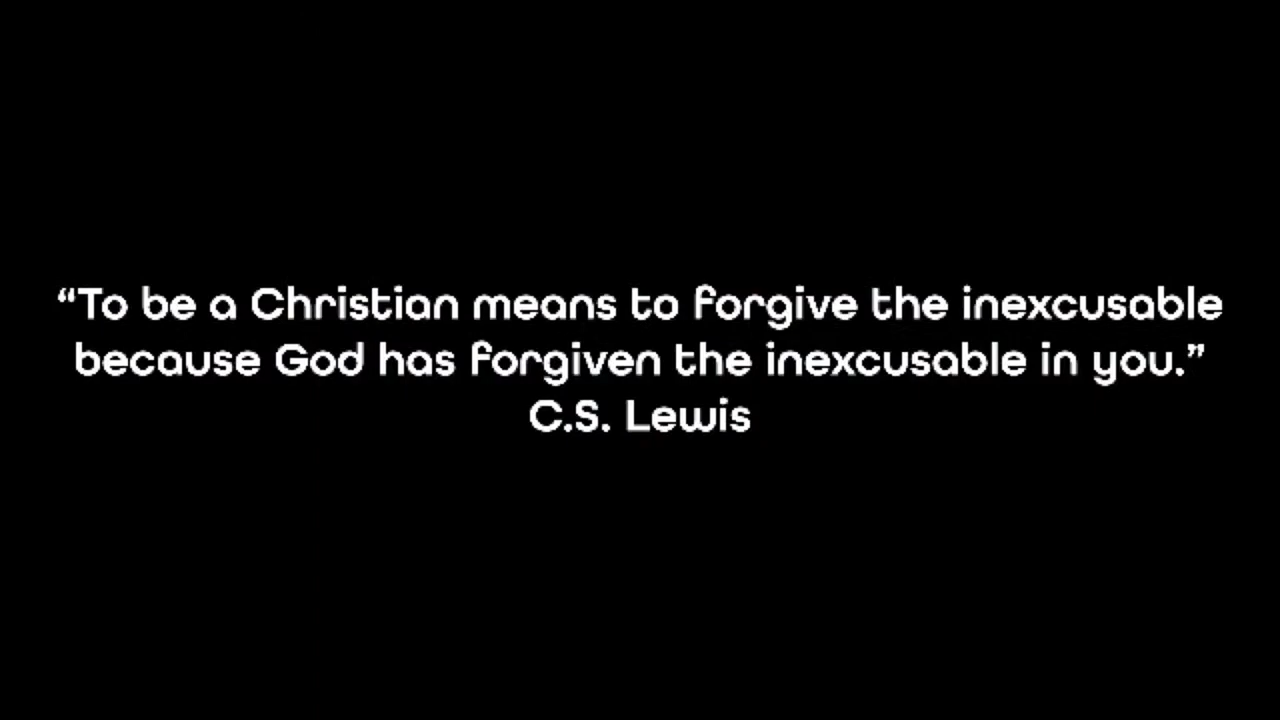 “To be a Christian means to forgive the inexcusable
because God has forgiven the inexcusable in you.”
C.S. Lewis